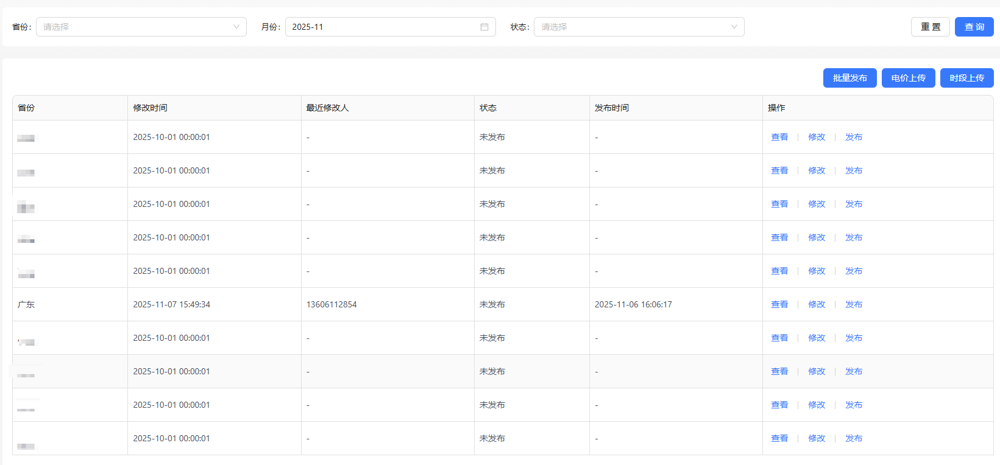 省份： 请选择 月份： 2025-11 状态： 请选择 重 置 查 询
批量发布 电价上传 时段上传
省份 修改时间 最近修改人 状态 发布时间 操作
2025-10-01 00:00:01 - 未发布 - 查看 修改 发布
2025-10-01 00:00:01 - 未发布 - 查看 修改 发布
2025-10-01 00:00:01 - 未发布 - 查看 修改 发布
2025-10-01 00:00:01 - 未发布 - 查看 修改 发布
2025-10-01 00:00:01 - 未发布 - 查看 修改 发布
广东 2025-11-07 15:49:34 13606112854 未发布 2025-11-06 16:06:17 查看 修改 发布
2025-10-01 00:00:01 - 未发布 - 查看 修改 发布
2025-10-01 00:00:01 - 未发布 - 查看 修改 发布
2025-10-01 00:00:01 - 未发布 - 查看 修改 发布
2025-10-01 00:00:01 - 未发布 - 查看 修改 发布